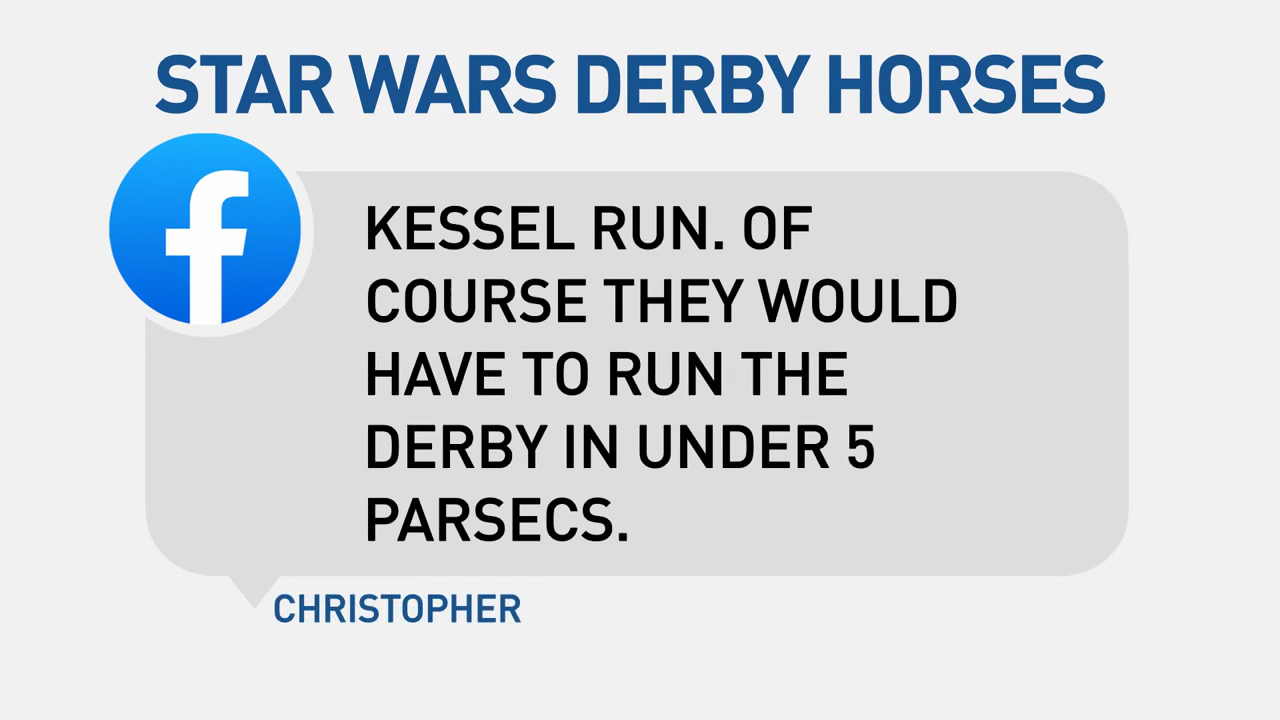 STAR WARS DERBY HORSES
KESSEL RUN. OF
COURSE THEY WOULD
HAVE TO RUN THE
DERBY IN UNDER 5
PARSECS.
CHRISTOPHER